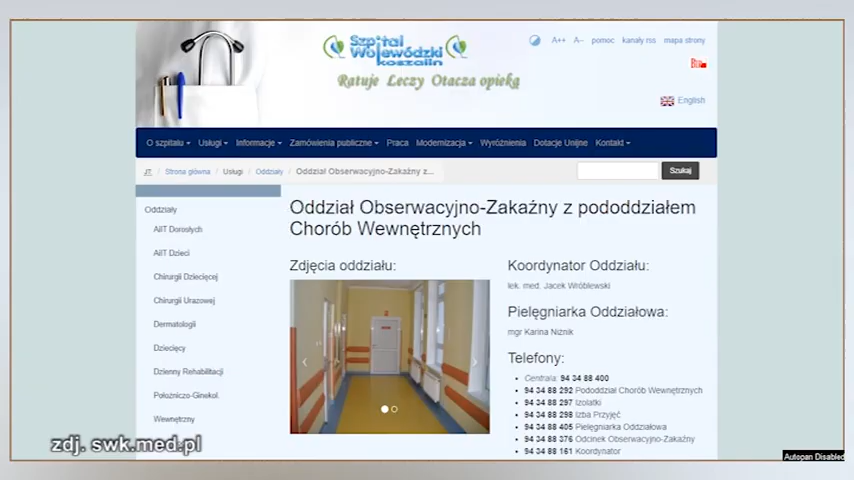 Szpital
Wojewódzki
koszalin
Ratuje Leczy Otacza opieką
A++ A-- pomoc kanały rss mapa strony
English
O szpitalu Usługi Informacje Zamówienia publiczne Praca Modernizacja Wyróżnienia Dotacje Unijne Kontakt
/ Strona główna / Usługi / Oddziały / Oddział Obserwacyjno-Zakaźny z...
Szukaj
Oddziały
AiIT Dorosłych
AiIT Dzieci
Chirurgii Dziecięcej
Chirurgii Urazowej
Dermatologii
Dziecięcy
Dzienny Rehabilitacji
Położniczo-Ginekol.
Wewnętrzny
Oddział Obserwacyjno-Zakaźny z pododdziałem
Chorób Wewnętrznych
Zdjęcia oddziału:
Koordynator Oddziału:
lek. med. Jacek Wróblewski
Pielęgniarka Oddziałowa:
mgr Karina Niżnik
Telefony:
Centrala: 94 34 88 400
94 34 88 292 Pododdział Chorób Wewnętrznych
94 34 88 297 Izolatki
94 34 88 298 Izba Przyjęć
94 34 88 405 Pielęgniarka Oddziałowa
94 34 88 376 Odcinek Obserwacyjno-Zakaźny
94 34 88 161 Koordynator
zdj. swk.med.pl
Autopan Disabled